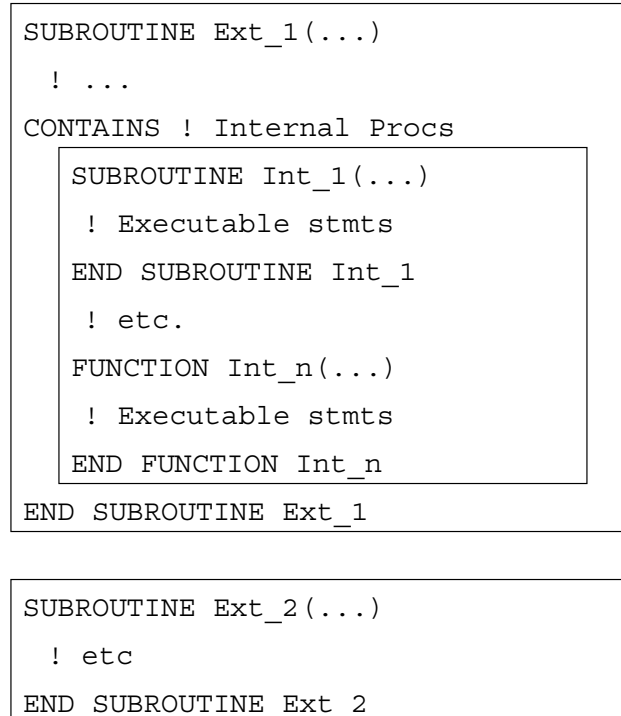 SUBROUTINE Ext_1(...)
! ...
CONTAINS ! Internal Procs
SUBROUTINE Int_1(...)
! Executable stmts
END SUBROUTINE Int_1
! etc.
FUNCTION Int_n(...)
! Executable stmts
END FUNCTION Int_n
END SUBROUTINE Ext_1
SUBROUTINE Ext_2(...)
! etc
END SUBROUTINE Ext 2